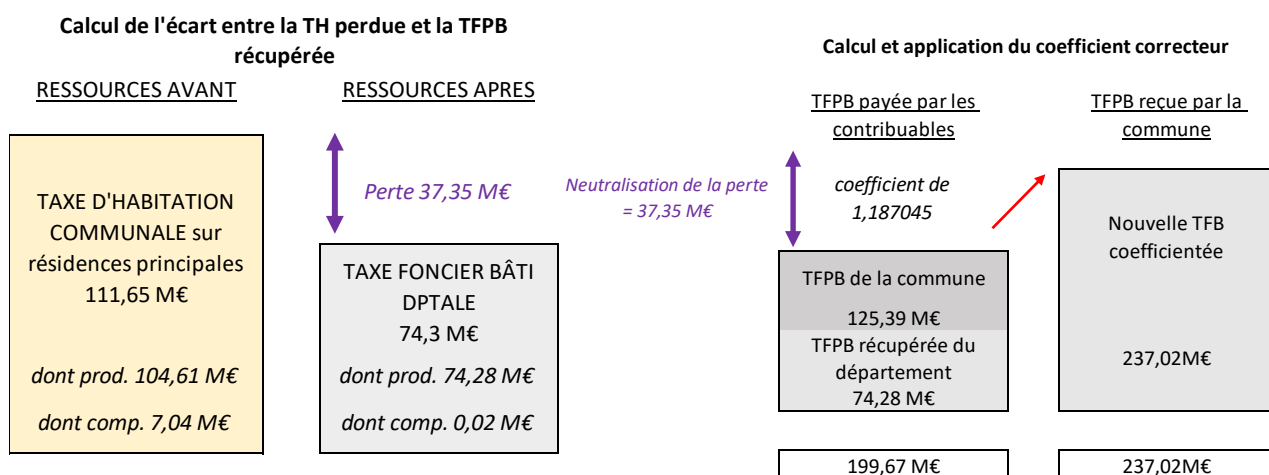 Calcul de l'écart entre la TH perdue et la TFPB
récupérée
RESSOURCES AVANT
RESSOURCES APRES
TAXE D'HABITATION
COMMUNALE sur
résidences principales
111,65 M€
dont prod. 104,61 M€
dont comp. 7,04 M€
Perte 37,35 M€
TAXE FONCIER BÂTI
DPTALE
74,3 M€
dont prod. 74,28 M€
dont comp. 0,02 M€
Calcul et application du coefficient correcteur
TFPB payée par les
contribuables
TFPB reçue par la
commune
Neutralisation de la perte
= 37,35 M€
coefficient de
1,187045
TFPB de la commune
125,39 M€
TFPB récupérée du
département
74,28 M€
199,67 M€
Nouvelle TFB
coefficientée
237,02M€
237,02M€